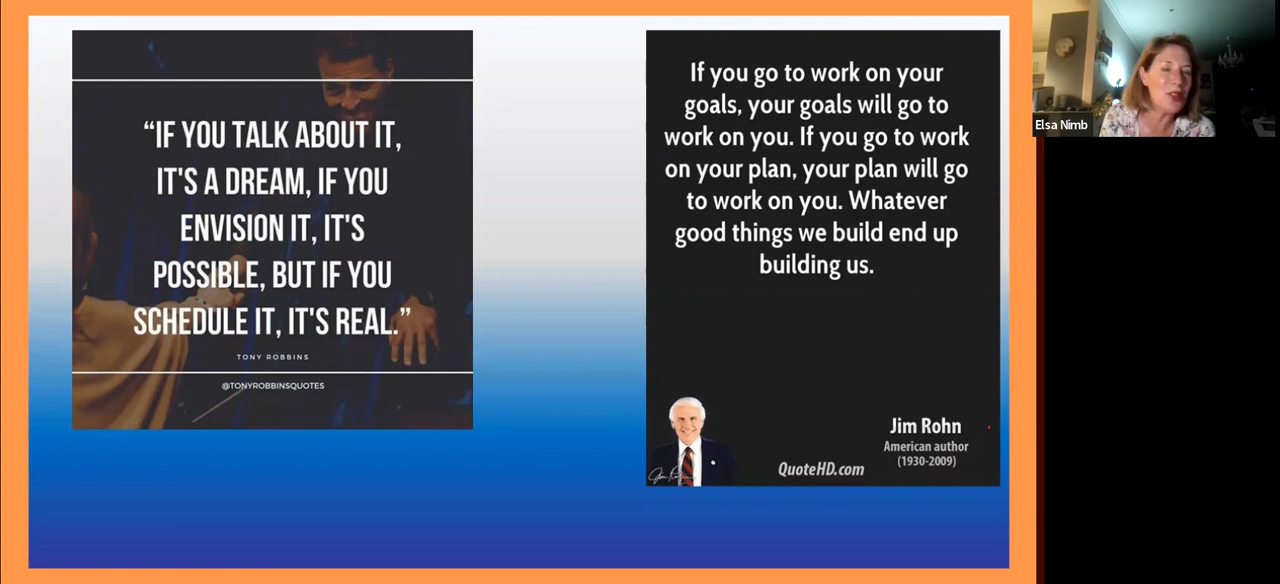 “IF YOU TALK ABOUT IT,
IT'S A DREAM, IF YOU
ENVISION IT, IT'S
POSSIBLE, BUT IF YOU
SCHEDULE IT, IT'S REAL.”
TONY ROBBINS
@TONYROBBINSQUOTES
If you go to work on your
goals, your goals will go to
work on you. If you go to work
on your plan, your plan will go
to work on you. Whatever
good things we build end up
building us.
Jim Rohn
American author
(1930-2009)
QuoteHD.com
Elsa Nimb